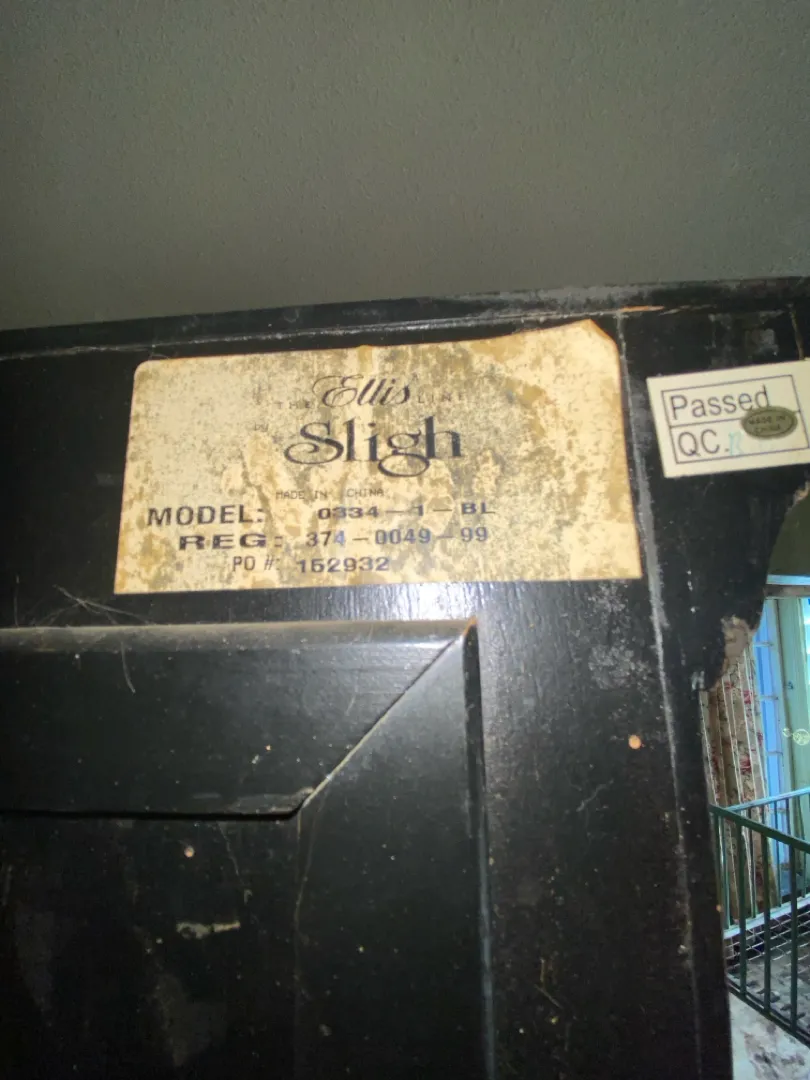 THE Ellis LINE
by
Sligh
MADE IN CHINA
MODEL: 0334-1-BL
REG: 374-0049-99
PO #: 152932
Passed
MADE IN
CHINA
QC.